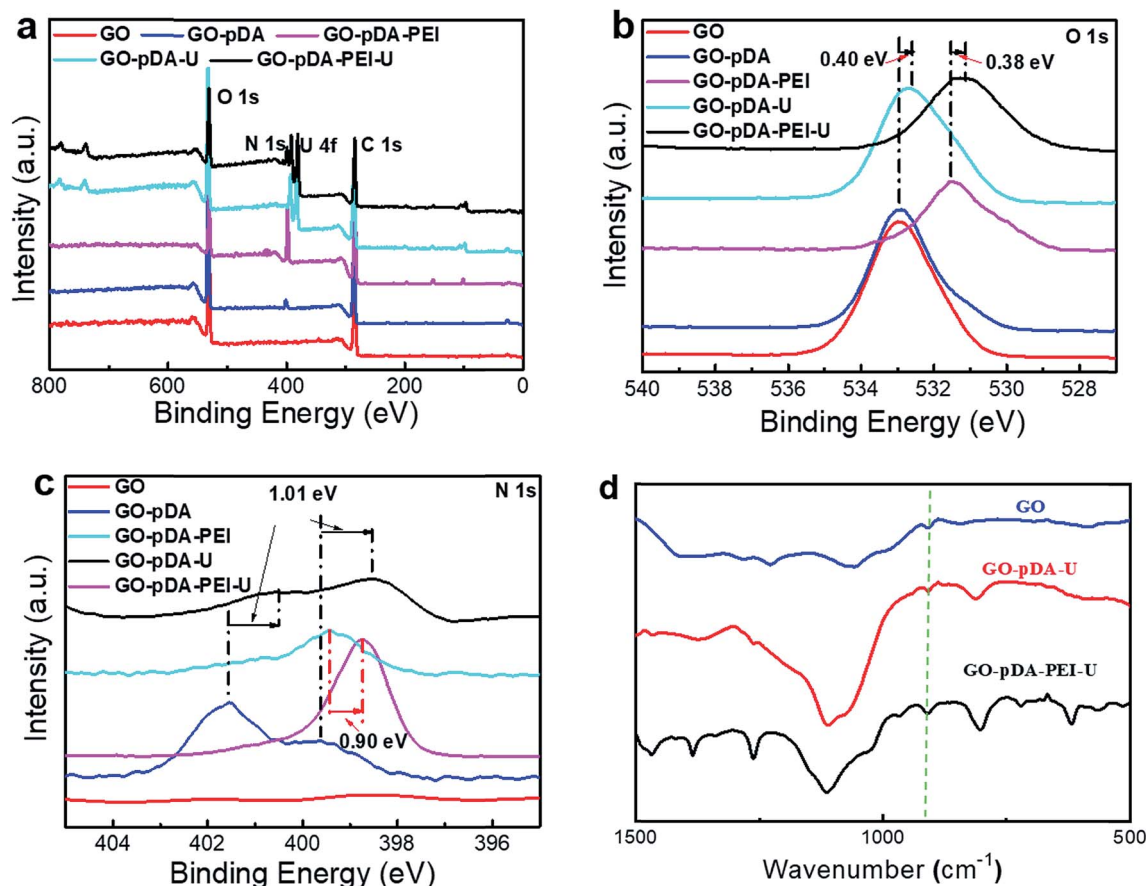 a
GO GO-pDA GO-pDA-PEI
GO-pDA-U GO-pDA-PEI-U
O 1s
N 1s U 4f C 1s
Intensity (a.u.)
800 600 400 200 0
Binding Energy (eV)
b
GO
GO-pDA
GO-pDA-PEI
GO-pDA-U
GO-pDA-PEI-U
O 1s
0.40 eV 0.38 eV
Intensity (a.u.)
540 538 536 534 532 530 528
Binding Energy (eV)
c
GO
GO-pDA
GO-pDA-PEI
GO-pDA-U
GO-pDA-PEI-U
N 1s
1.01 eV
0.90 eV
Intensity (a.u.)
404 402 400 398 396
Binding Energy (eV)
d
GO
GO-pDA-U
GO-pDA-PEI-U
1500 1000 500
Wavenumber (cm⁻¹)